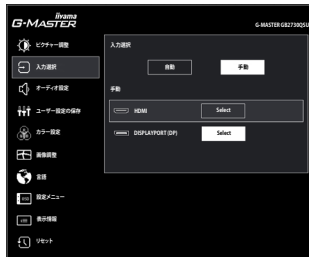 iiyama
G-MASTER
G-MASTER GB2730QSU
ピクチャー調整
入力選択
オーディオ設定
ユーザー設定の保存
カラー設定
画像調整
言語
設定メニュー
表示情報
リセット
入力選択
自動
手動
手動
HDMI
Select
DISPLAYPORT (DP)
Select